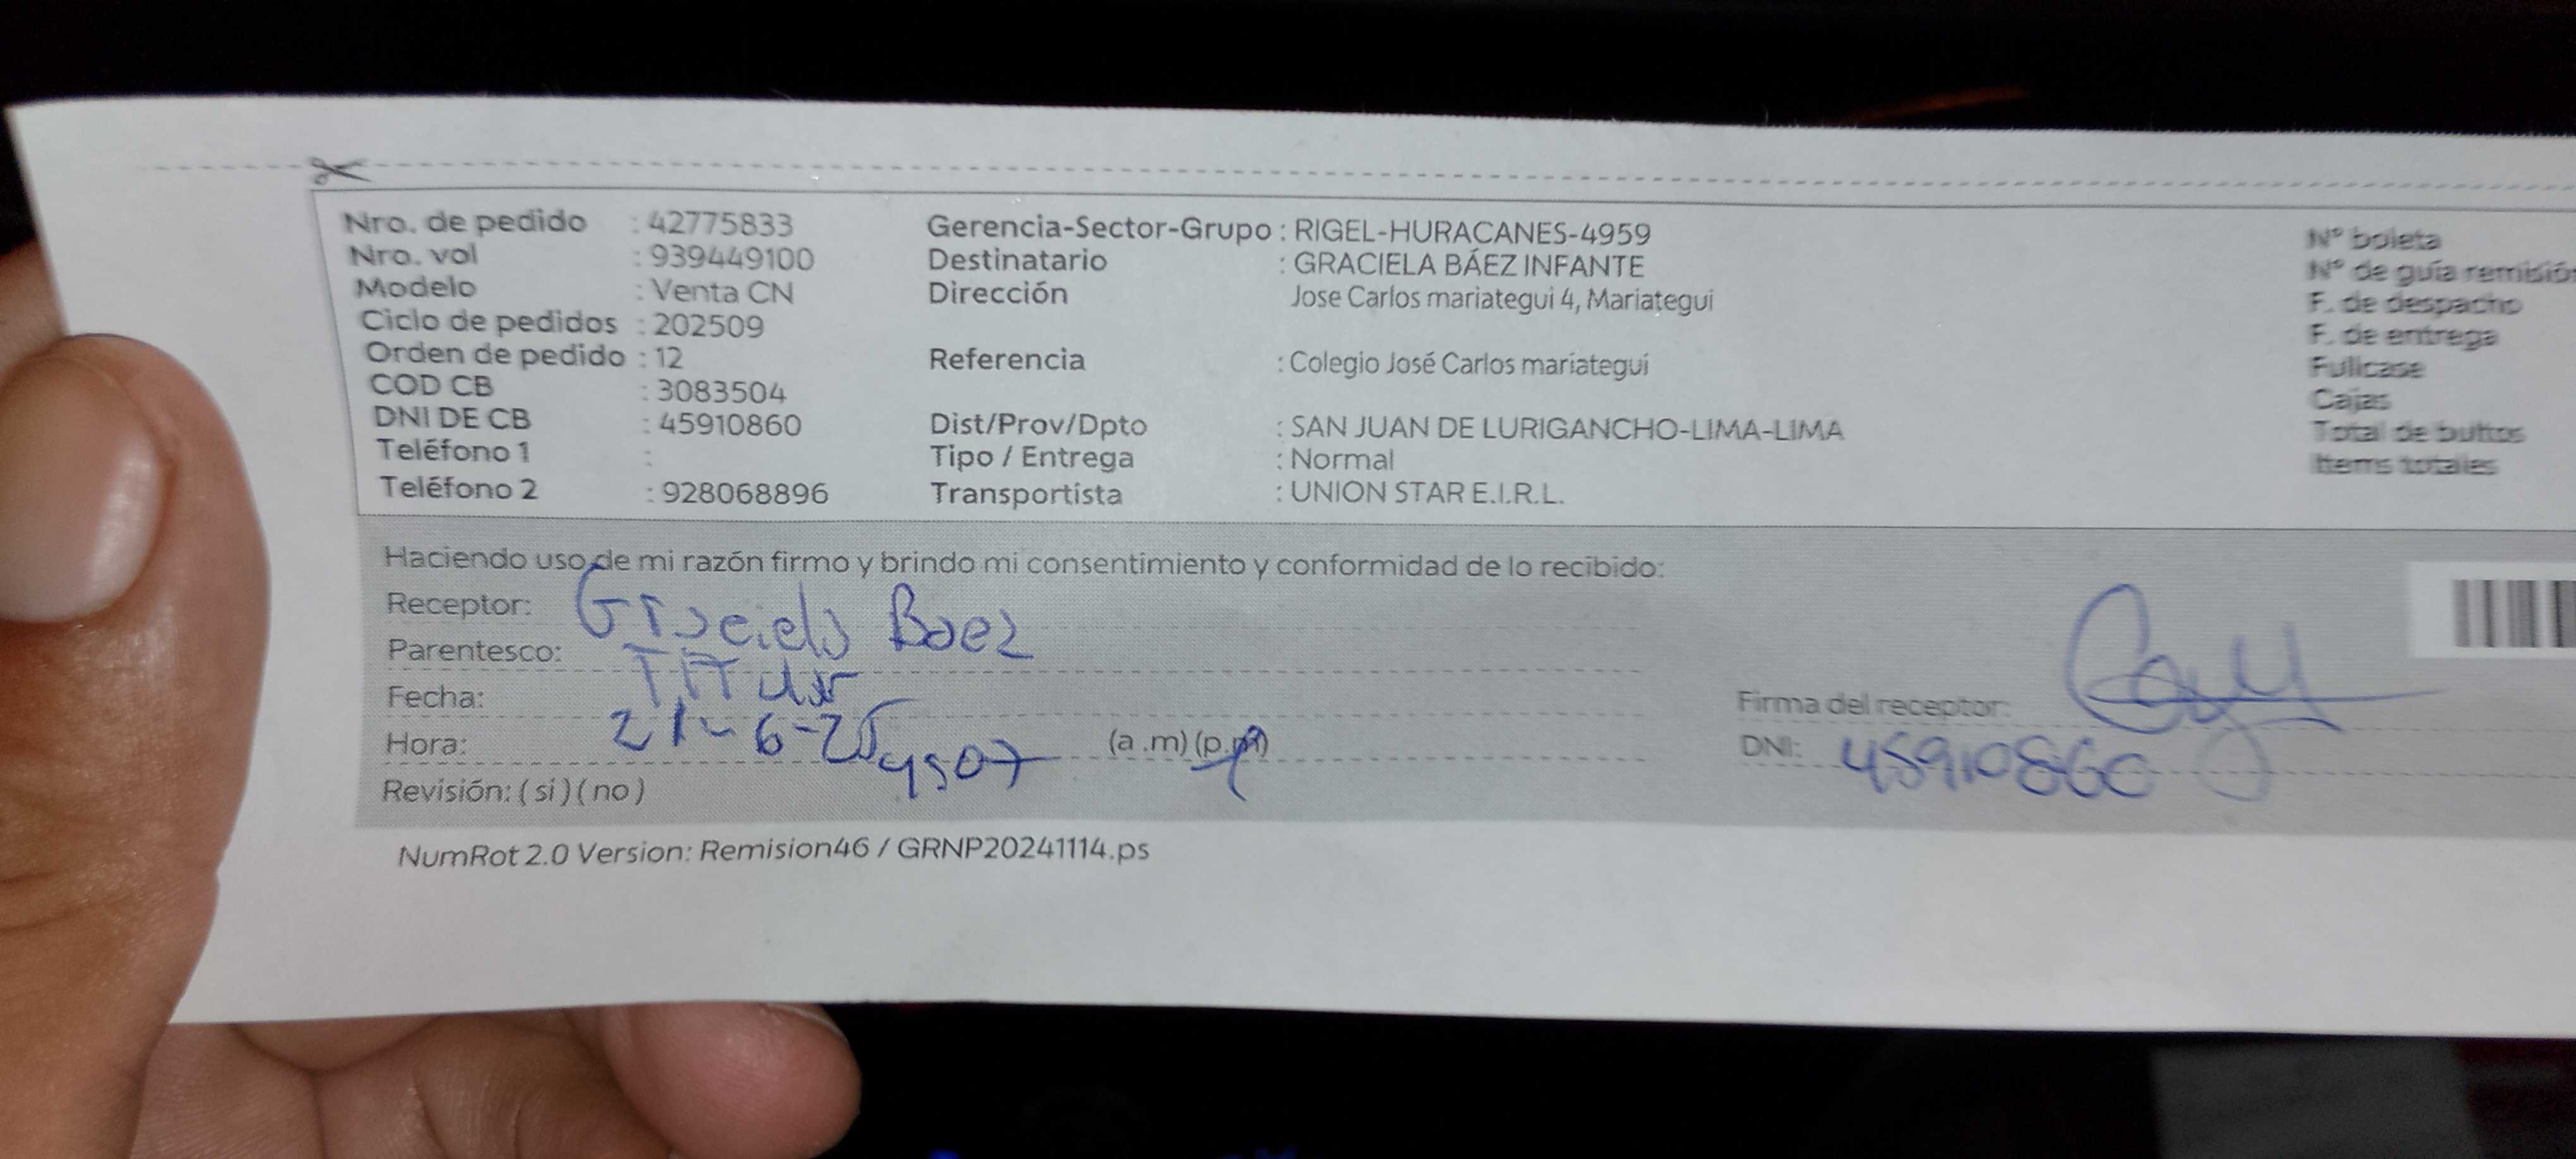 Nro. de pedido : 42775833
Nro. vol : 939449100
Modelo : Venta CN
Ciclo de pedidos : 202509
Orden de pedido : 12
COD CB : 3083504
DNI DE CB : 45910860
Teléfono 1 :
Teléfono 2 : 928068896
Gerencia-Sector-Grupo : RIGEL-HURACANES-4959
Destinatario : GRACIELA BÁEZ INFANTE
Dirección Jose Carlos mariategui 4, Mariategui
Referencia : Colegio José Carlos mariategui
Dist/Prov/Dpto : SAN JUAN DE LURIGANCHO-LIMA-LIMA
Tipo / Entrega : Normal
Transportista : UNION STAR E.I.R.L.
N° boleta
N° de guía remisión
F. de despacho
F. de entrega
Fullcase
Cajas
Total de bultos
Items totales
Haciendo uso de mi razón firmo y brindo mi consentimiento y conformidad de lo recibido:
Receptor: Graciela Baez
Parentesco: TITular
Fecha: 21-6-25
Hora: (a .m) (p.m)
Revisión: ( si ) ( no )
Firma del receptor:
DNI: 45910860
NumRot 2.0 Version: Remision46 / GRNP20241114.ps